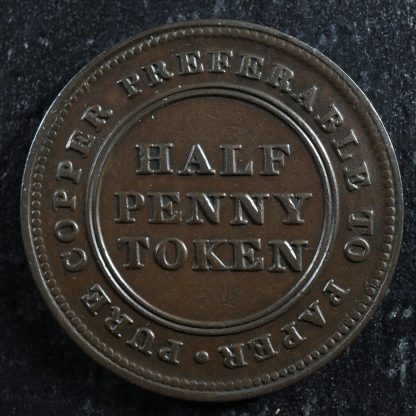 PURE COPPER PREFERABLE TO PAPER •
HALF
PENNY
TOKEN